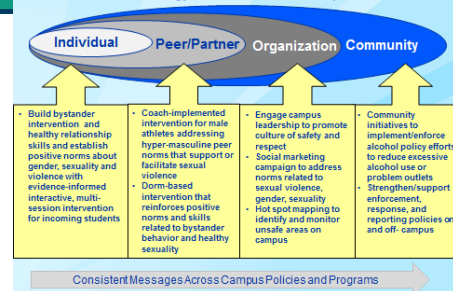 Individual
Peer/Partner
Organization
Community
• Build bystander
intervention and
healthy relationship
skills and establish
positive norms about
gender, sexuality and
violence with
evidence-informed
interactive, multi-
session intervention
for incoming students
• Coach-implemented
intervention for male
athletes addressing
hyper-masculine peer
norms that support or
facilitate sexual
violence
• Dorm-based
intervention that
reinforces positive
norms and skills
related to bystander
behavior and healthy
sexuality
• Engage campus
leadership to promote
culture of safety and
respect
• Social marketing
campaign to address
norms related to
sexual violence,
gender, sexuality
• Hot spot mapping to
identify and monitor
unsafe areas on
campus
• Community
initiatives to
implement/enforce
alcohol policy efforts
to reduce excessive
alcohol use or
problem outlets
• Strengthen/support
enforcement,
response, and
reporting policies on
and off- campus
Consistent Messages Across Campus Policies and Programs